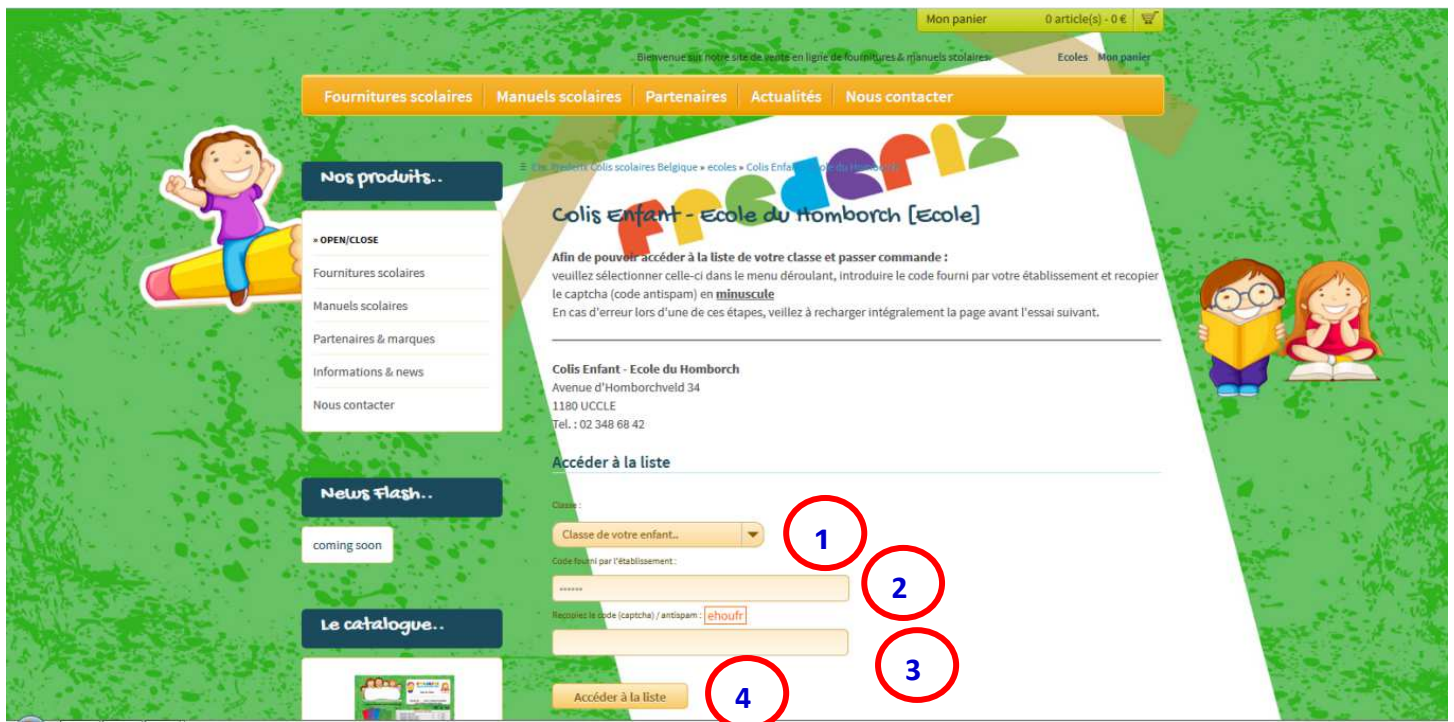 Mon panier 0 article(s) - 0 €
Bienvenue sur notre site de vente en ligne de fournitures & manuels scolaires. Ecoles Mon panier
Fournitures scolaires Manuels scolaires Partenaires Actualités Nous contacter
Nos produits..
» OPEN/CLOSE
Fournitures scolaires
Manuels scolaires
Partenaires & marques
Informations & news
Nous contacter
News Flash..
coming soon
Le catalogue..
Colis scolaires Belgique » ecoles » Colis Enfant
FREDERIX
Colis Enfant - Ecole du Homborch [Ecole]
Afin de pouvoir accéder à la liste de votre classe et passer commande :
veuillez sélectionner celle-ci dans le menu déroulant, introduire le code fourni par votre établissement et recopier
le captcha (code antispam) en minuscule
En cas d'erreur lors d'une de ces étapes, veillez à recharger intégralement la page avant l'essai suivant.
Colis Enfant - Ecole du Homborch
Avenue d'Homborchveld 34
1180 UCCLE
Tel. : 02 348 68 42
Accéder à la liste
Classe :
Classe de votre enfant..
1
Code fourni par l'établissement :
2
Recopiez le code (captcha) / antispam : ehoufr
3
Accéder à la liste
4